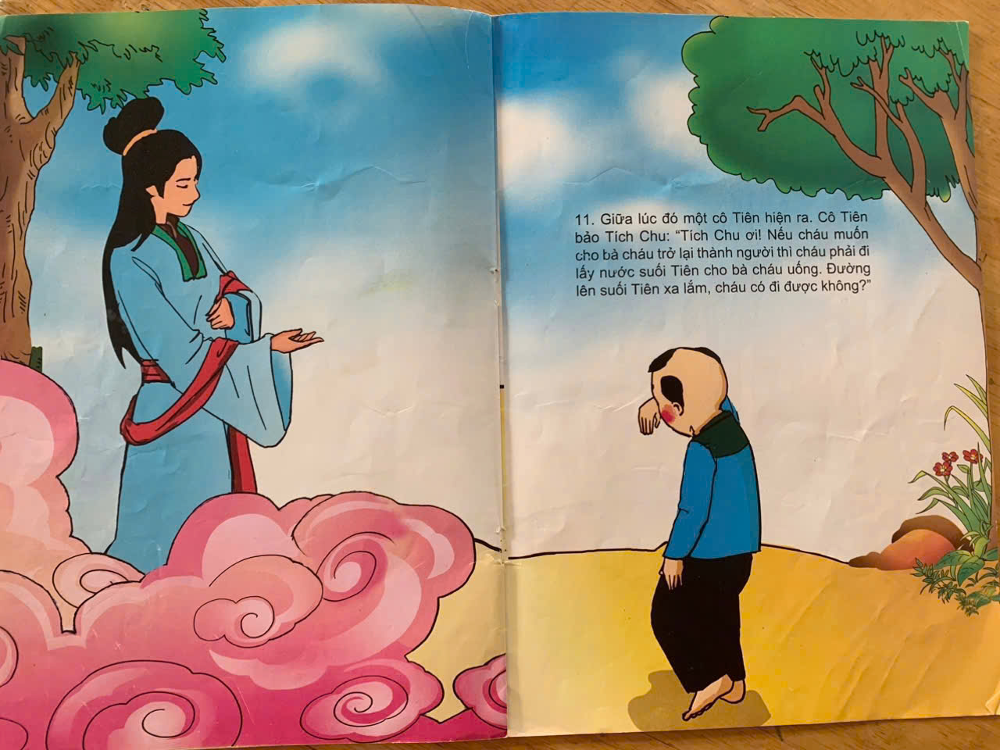 11. Giữa lúc đó một cô Tiên hiện ra. Cô Tiên
bảo Tích Chu: “Tích Chu ơi! Nếu cháu muốn
cho bà cháu trở lại thành người thì cháu phải đi
lấy nước suối Tiên cho bà cháu uống. Đường
lên suối Tiên xa lắm, cháu có đi được không?”